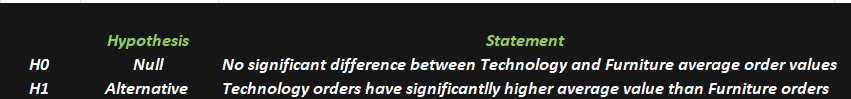 Hypothesis Statement
H0 Null No significant difference between Technology and Furniture average order values
H1 Alternative Technology orders have significantlly higher average value than Furniture orders